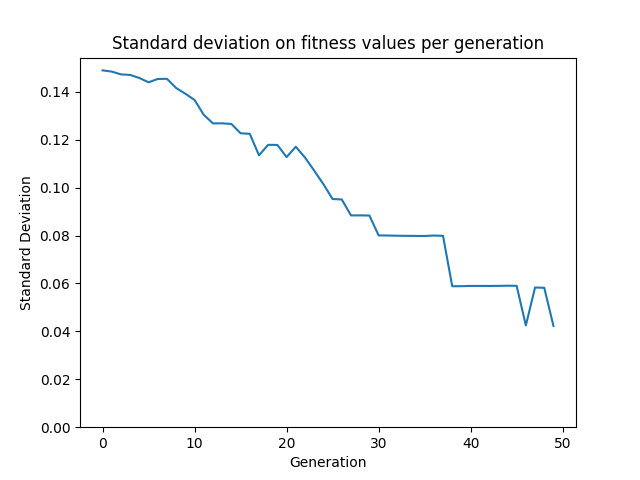 Standard deviation on fitness values per generation
0.14
0.12
0.10
0.08
0.06
0.04
0.02
0.00
Standard Deviation
0 10 20 30 40 50
Generation